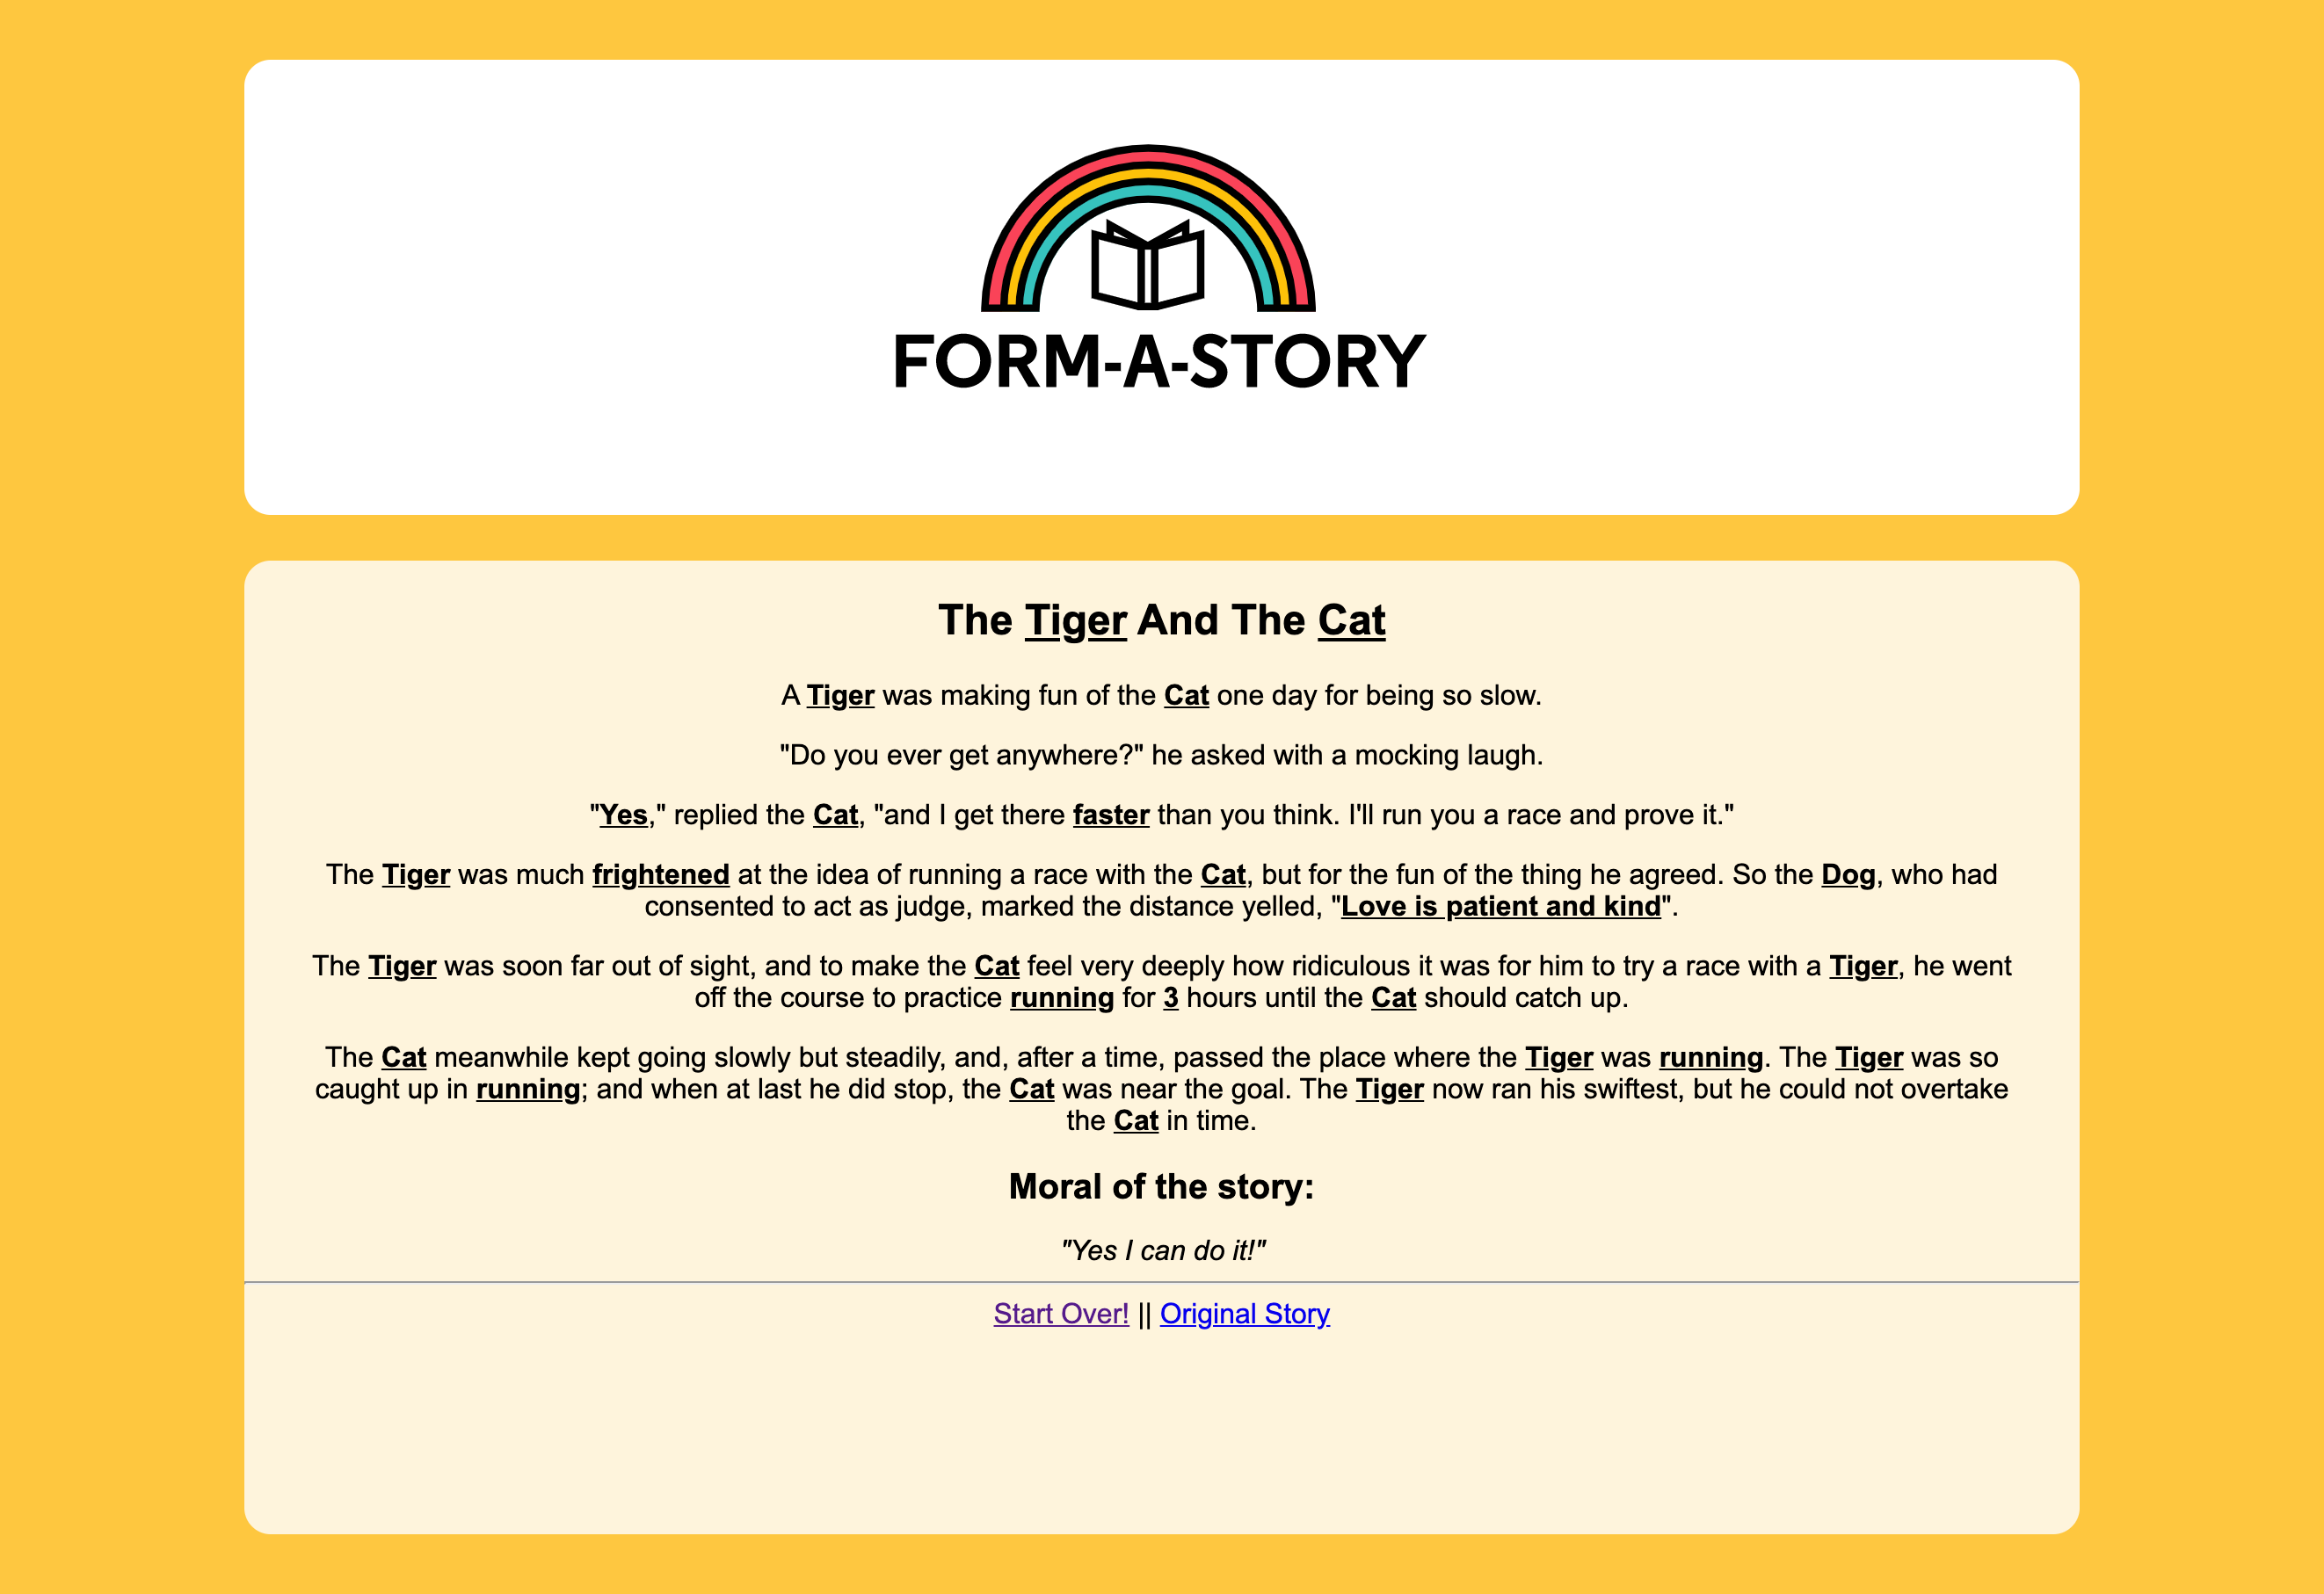 FORM-A-STORY
The Tiger And The Cat
A Tiger was making fun of the Cat one day for being so slow.
"Do you ever get anywhere?" he asked with a mocking laugh.
"Yes," replied the Cat, "and I get there faster than you think. I'll run you a race and prove it."
The Tiger was much frightened at the idea of running a race with the Cat, but for the fun of the thing he agreed. So the Dog, who had
consented to act as judge, marked the distance yelled, "Love is patient and kind".
The Tiger was soon far out of sight, and to make the Cat feel very deeply how ridiculous it was for him to try a race with a Tiger, he went
off the course to practice running for 3 hours until the Cat should catch up.
The Cat meanwhile kept going slowly but steadily, and, after a time, passed the place where the Tiger was running. The Tiger was so
caught up in running; and when at last he did stop, the Cat was near the goal. The Tiger now ran his swiftest, but he could not overtake
the Cat in time.
Moral of the story:
"Yes I can do it!"
Start Over! || Original Story